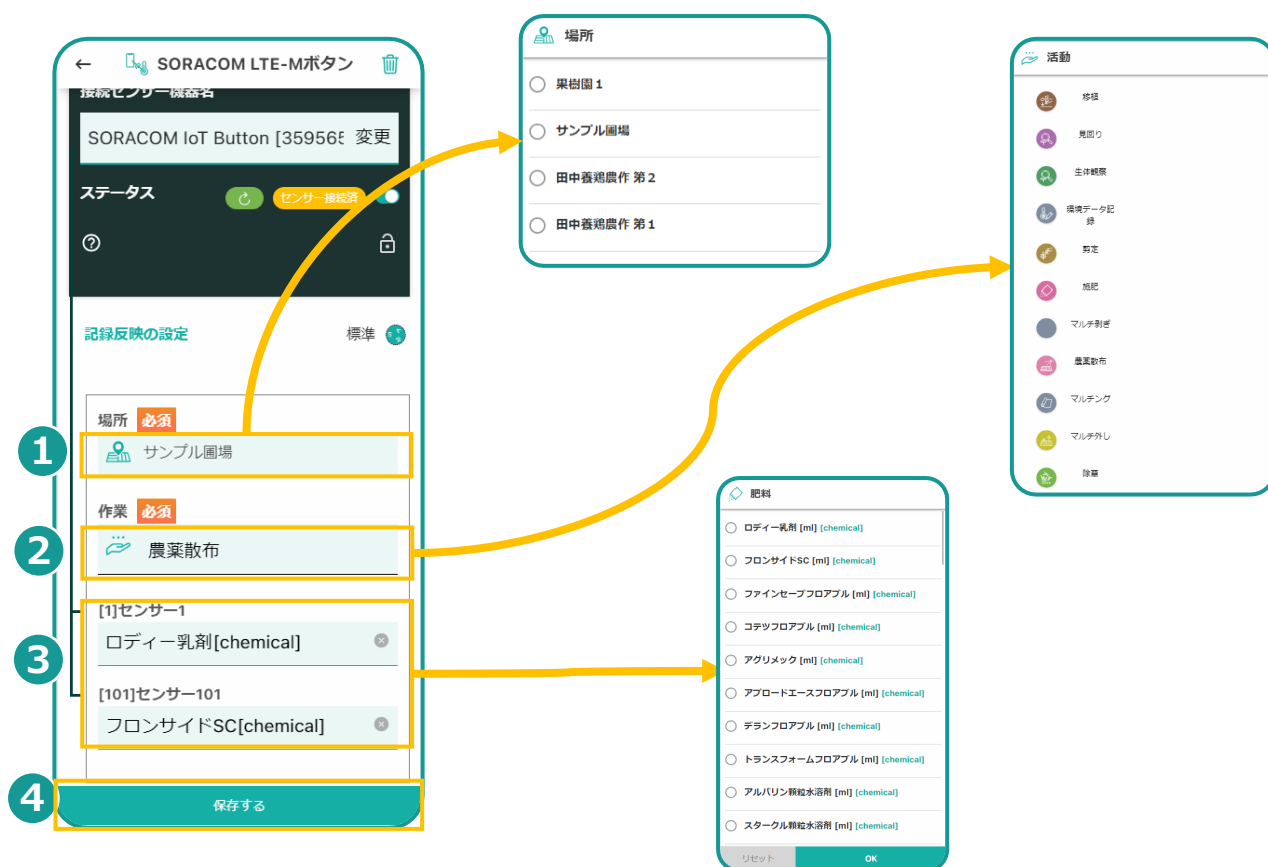 ← SORACOM LTE-Mボタン
接続センサー機器名
SORACOM IoT Button [359565 変更
ステータス センサー接続済
記録反映の設定 標準
場所 必須
1
サンプル圃場
作業 必須
2
農薬散布
[1]センサー1
ロディー乳剤[chemical]
3
[101]センサー101
フロンサイドSC[chemical]
4
保存する
場所
果樹園1
サンプル圃場
田中養鶏農作 第2
田中養鶏農作 第1
肥料
ロディー乳剤 [ml] [chemical]
フロンサイドSC [ml] [chemical]
ファインセーブフロアブル [ml] [chemical]
コテツフロアブル [ml] [chemical]
アグリメック [ml] [chemical]
アプロードエースフロアブル [ml] [chemical]
デランフロアブル [ml] [chemical]
トランスフォームフロアブル [ml] [chemical]
アルバリン顆粒水溶剤 [ml] [chemical]
スタークル顆粒水溶剤 [ml] [chemical]
リセット OK
活動
移植
見回り
生体観察
環境データ記
録
剪定
施肥
マルチ剥ぎ
農薬散布
マルチング
マルチ外し
除草